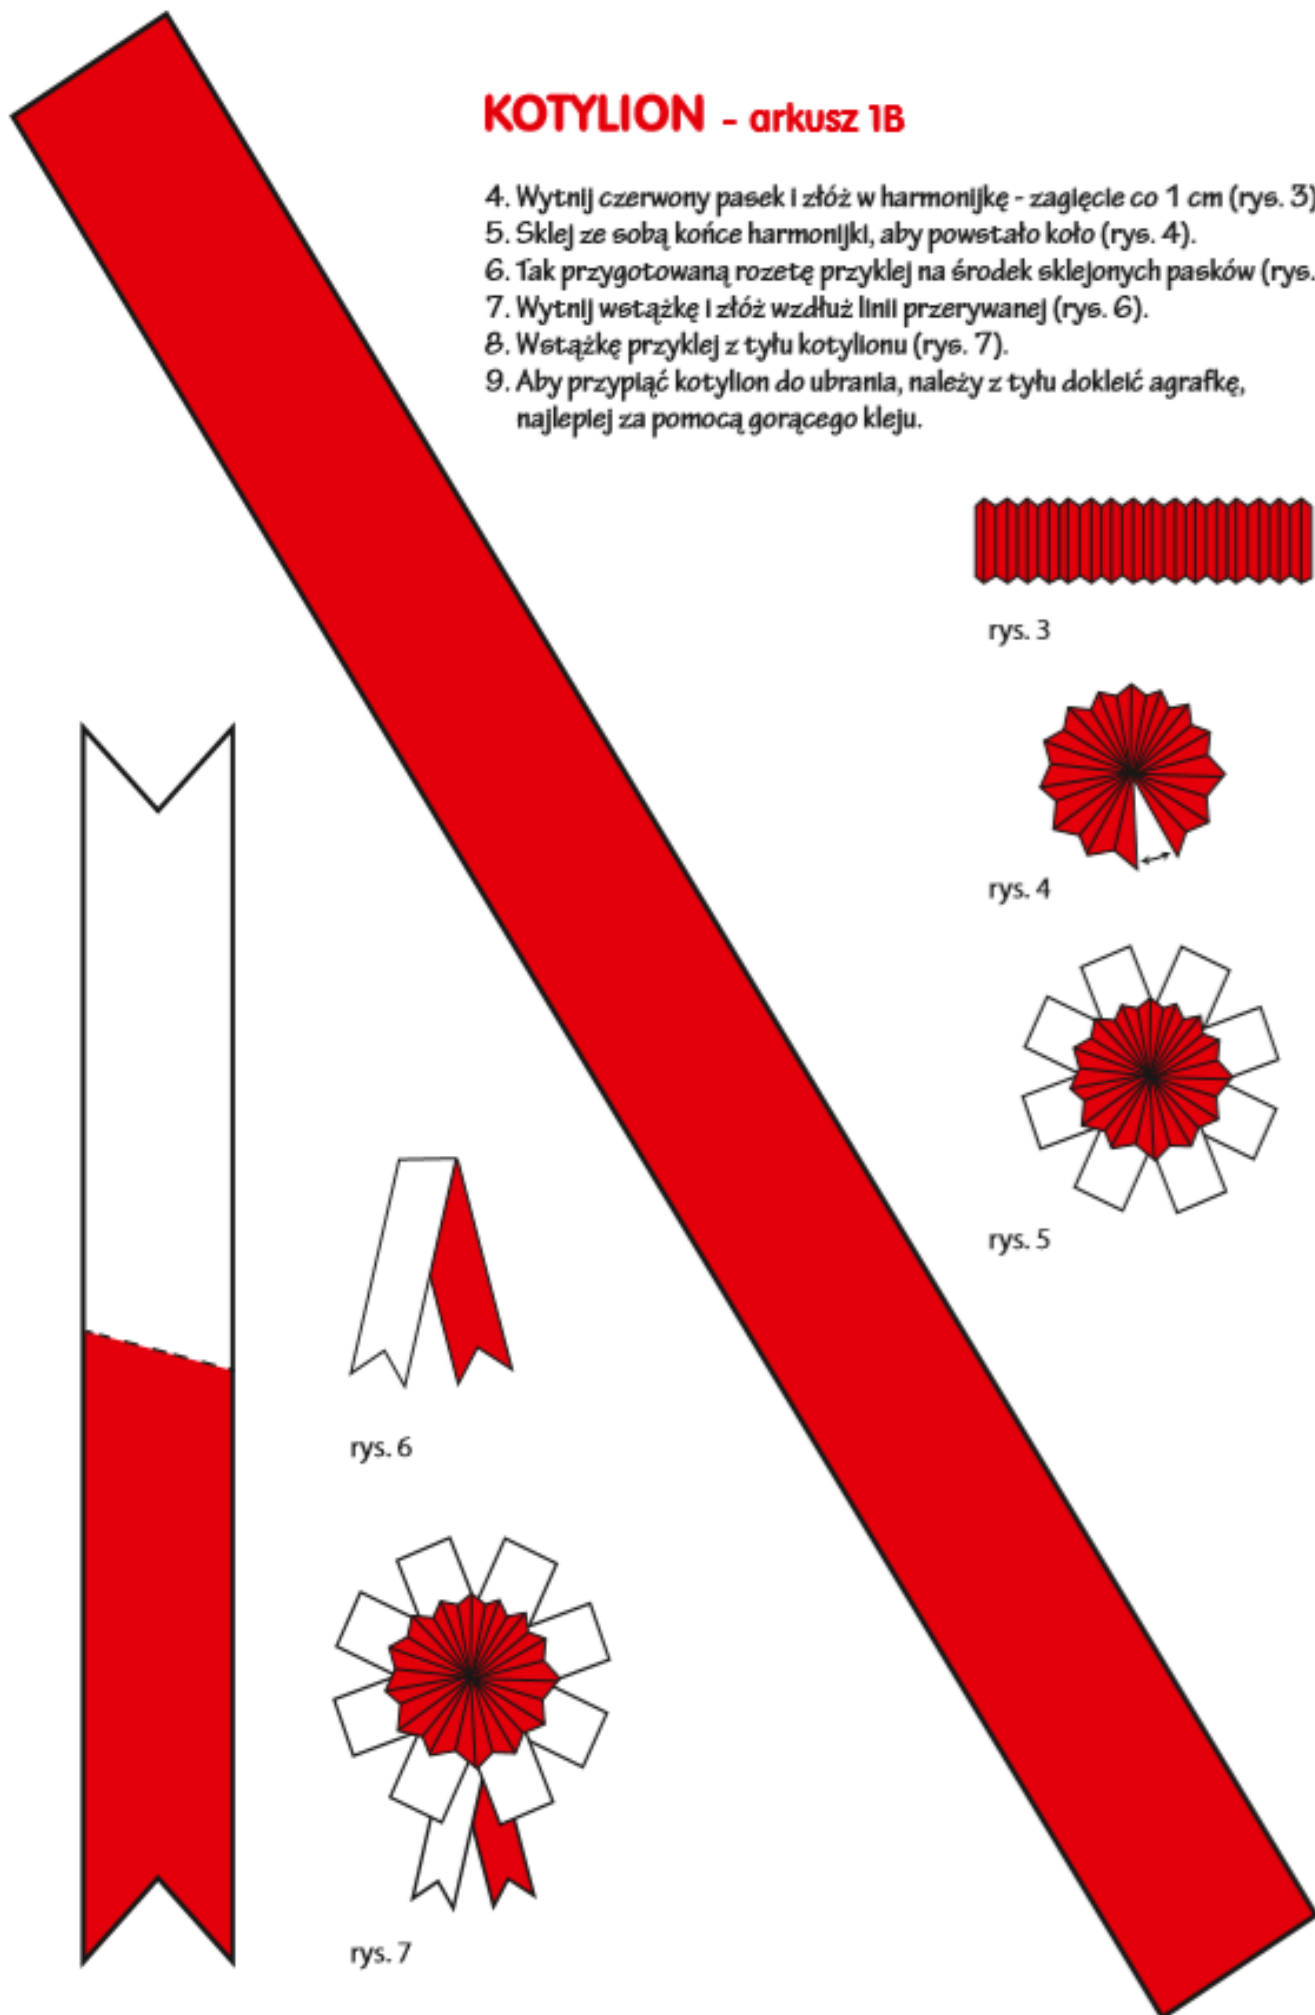 KOTYLION - arkusz 1B
4. Wytnij czerwony pasek i złóż w harmonijkę - zagięcie co 1 cm (rys. 3)
5. Sklej ze sobą końce harmonijki, aby powstało koło (rys. 4).
6. Tak przygotowaną rozetę przyklej na środek sklejonych pasków (rys.
7. Wytnij wstążkę i złóż wzdłuż linii przerywanej (rys. 6).
8. Wstążkę przyklej z tyłu kotylionu (rys. 7).
9. Aby przypiąć kotylion do ubrania, należy z tyłu dokleić agrafkę,
najlepiej za pomocą gorącego kleju.
rys. 3
rys. 4
rys. 5
rys. 6
rys. 7